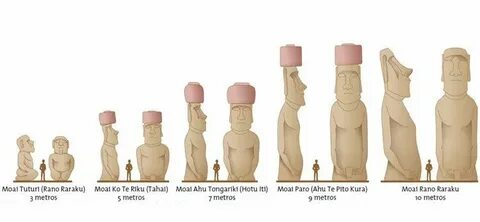 Moai Tuturi (Rano Raraku)
3 metros
Moai Ko Te Riku (Tahai)
5 metros
Moai Ahu Tongariki (Hotu Iti)
7 metros
Moai Paro (Ahu Te Pito Kura)
9 metros
Moai Rano Raraku
10 metros